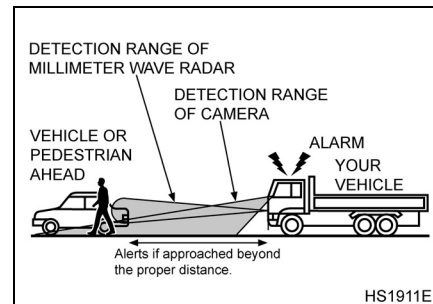 DETECTION RANGE OF
MILLIMETER WAVE RADAR
DETECTION RANGE
OF CAMERA
VEHICLE OR
PEDESTRIAN
AHEAD
ALARM
YOUR
VEHICLE
Alerts if approached beyond
the proper distance.
HS1911E